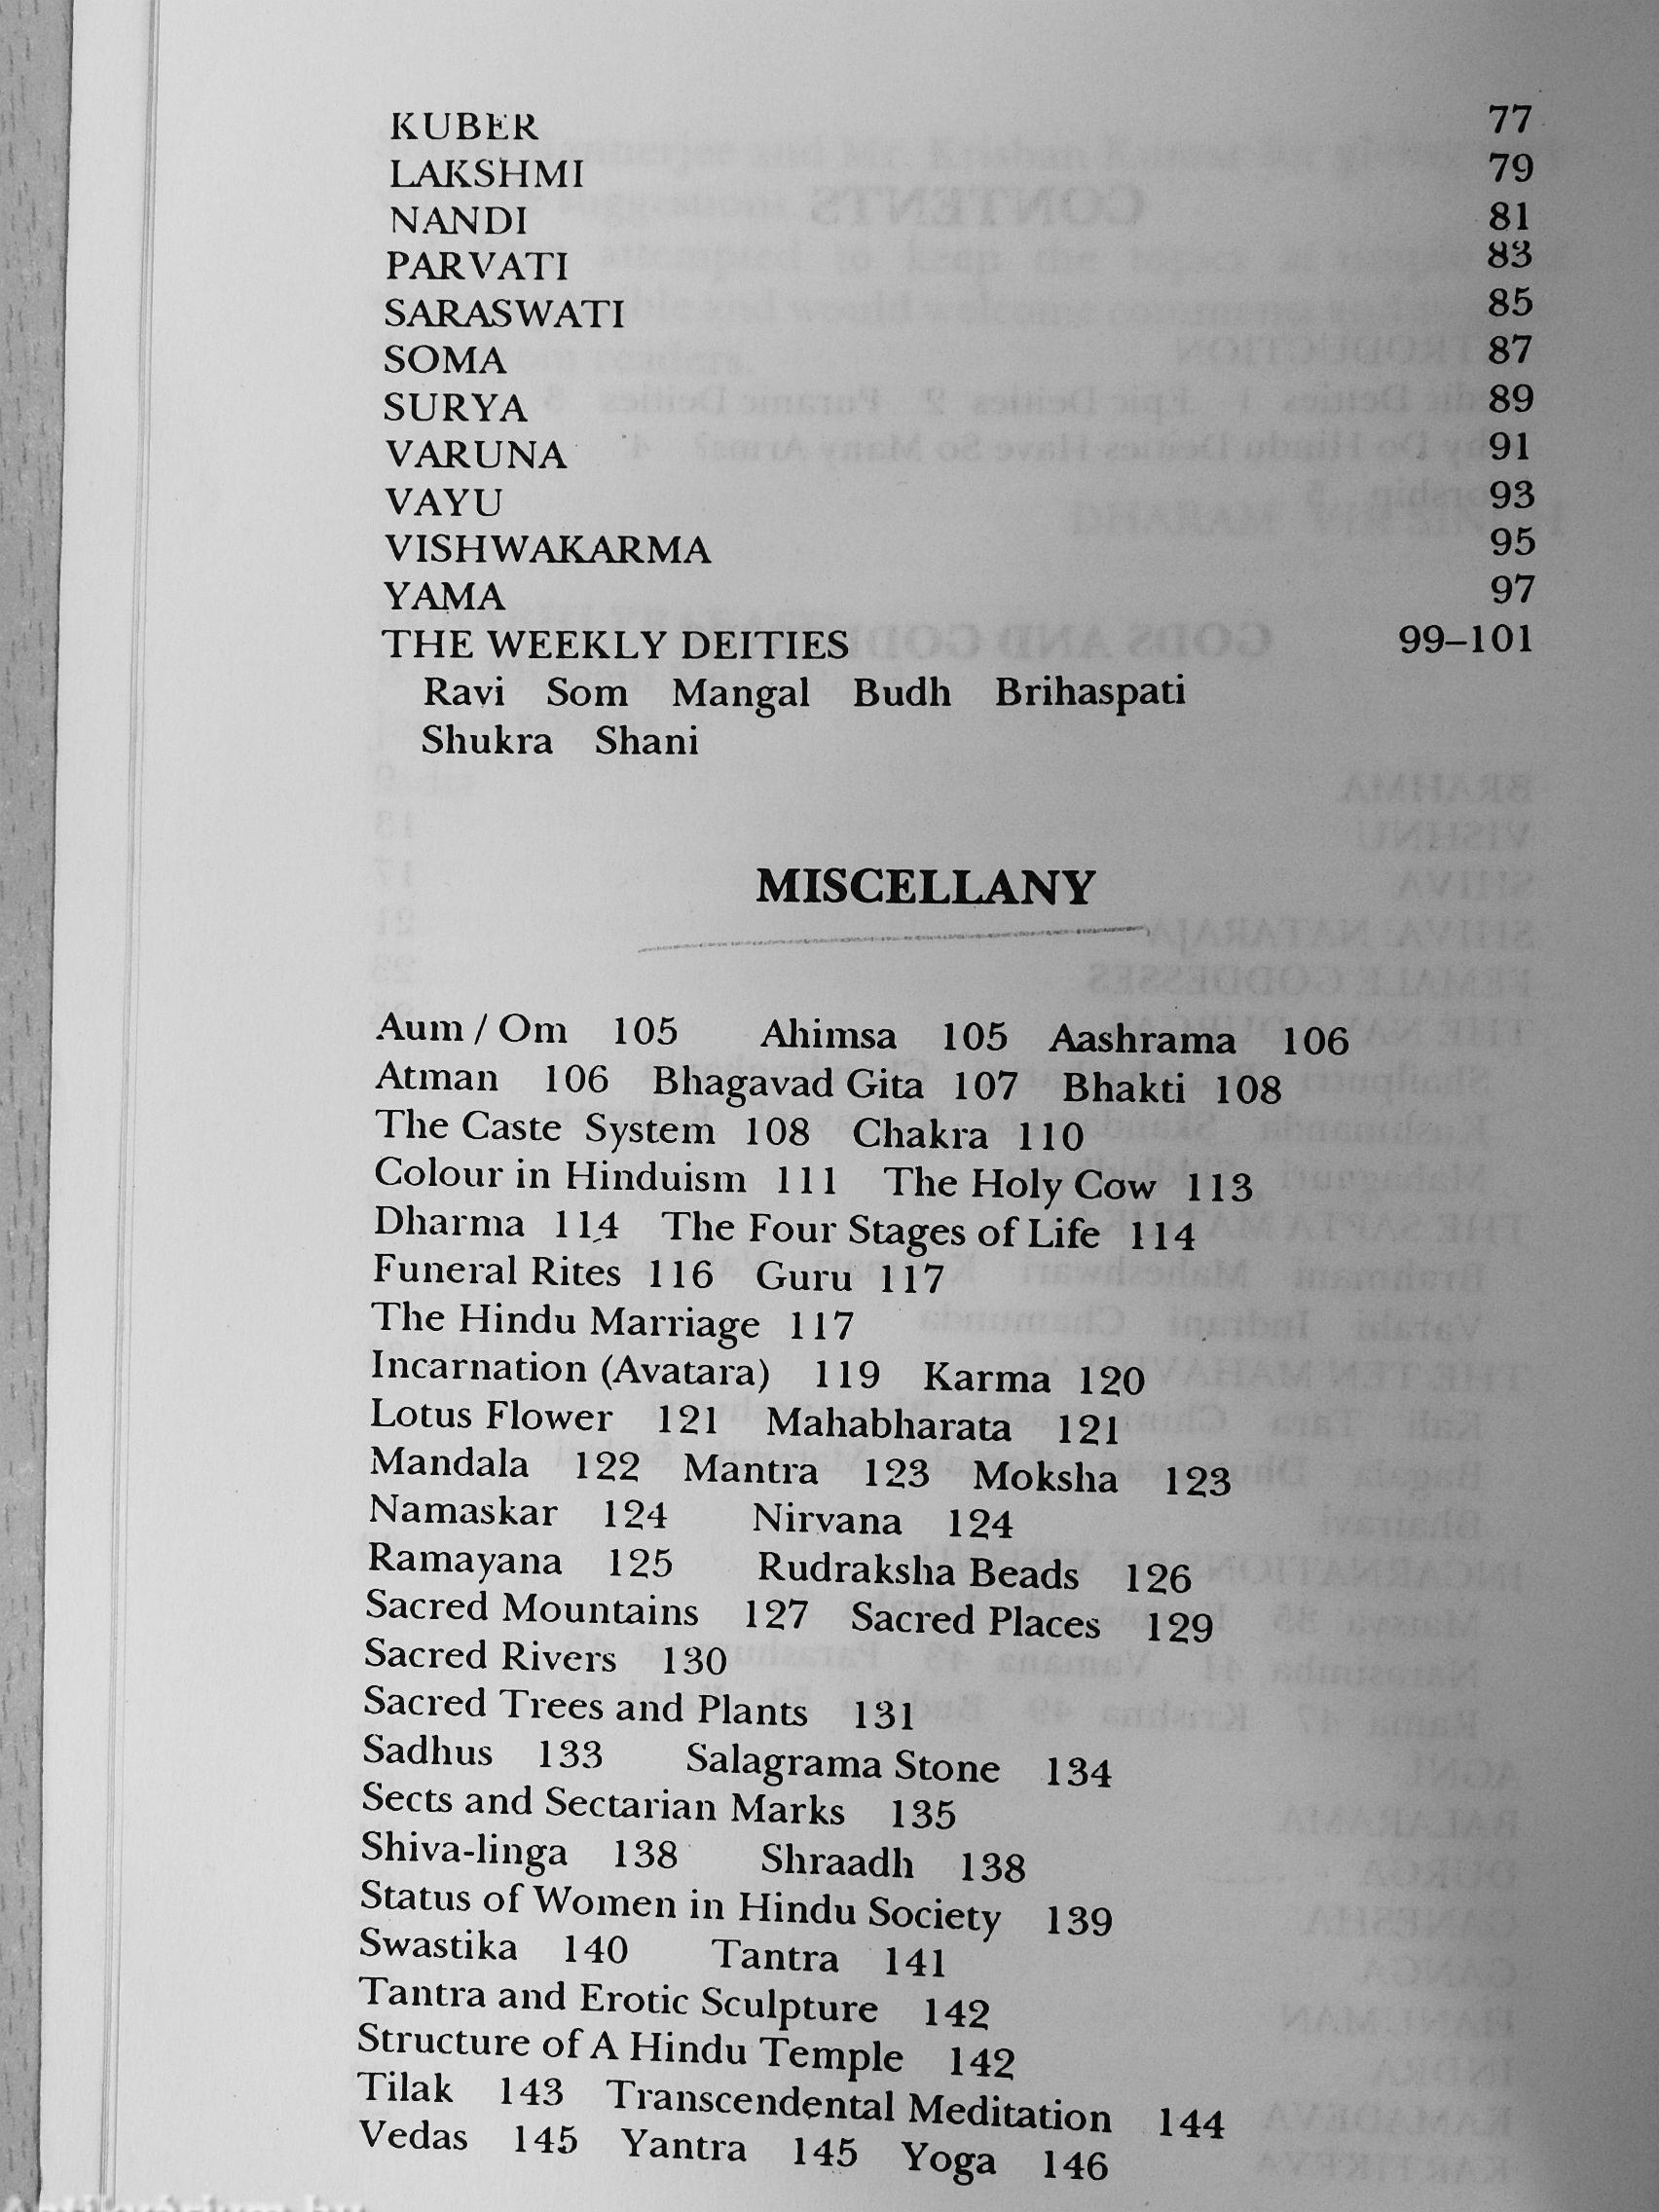 KUBER 77
LAKSHMI 79
NANDI 81
PARVATI 83
SARASWATI 85
SOMA 87
SURYA 89
VARUNA 91
VAYU 93
VISHWAKARMA 95
YAMA 97
THE WEEKLY DEITIES 99–101
Ravi Som Mangal Budh Brihaspati
Shukra Shani
MISCELLANY
Aum / Om 105 Ahimsa 105 Aashrama 106
Atman 106 Bhagavad Gita 107 Bhakti 108
The Caste System 108 Chakra 110
Colour in Hinduism 111 The Holy Cow 113
Dharma 114 The Four Stages of Life 114
Funeral Rites 116 Guru 117
The Hindu Marriage 117
Incarnation (Avatara) 119 Karma 120
Lotus Flower 121 Mahabharata 121
Mandala 122 Mantra 123 Moksha 123
Namaskar 124 Nirvana 124
Ramayana 125 Rudraksha Beads 126
Sacred Mountains 127 Sacred Places 129
Sacred Rivers 130
Sacred Trees and Plants 131
Sadhus 133 Salagrama Stone 134
Sects and Sectarian Marks 135
Shiva-linga 138 Shraadh 138
Status of Women in Hindu Society 139
Swastika 140 Tantra 141
Tantra and Erotic Sculpture 142
Structure of A Hindu Temple 142
Tilak 143 Transcendental Meditation 144
Vedas 145 Yantra 145 Yoga 146